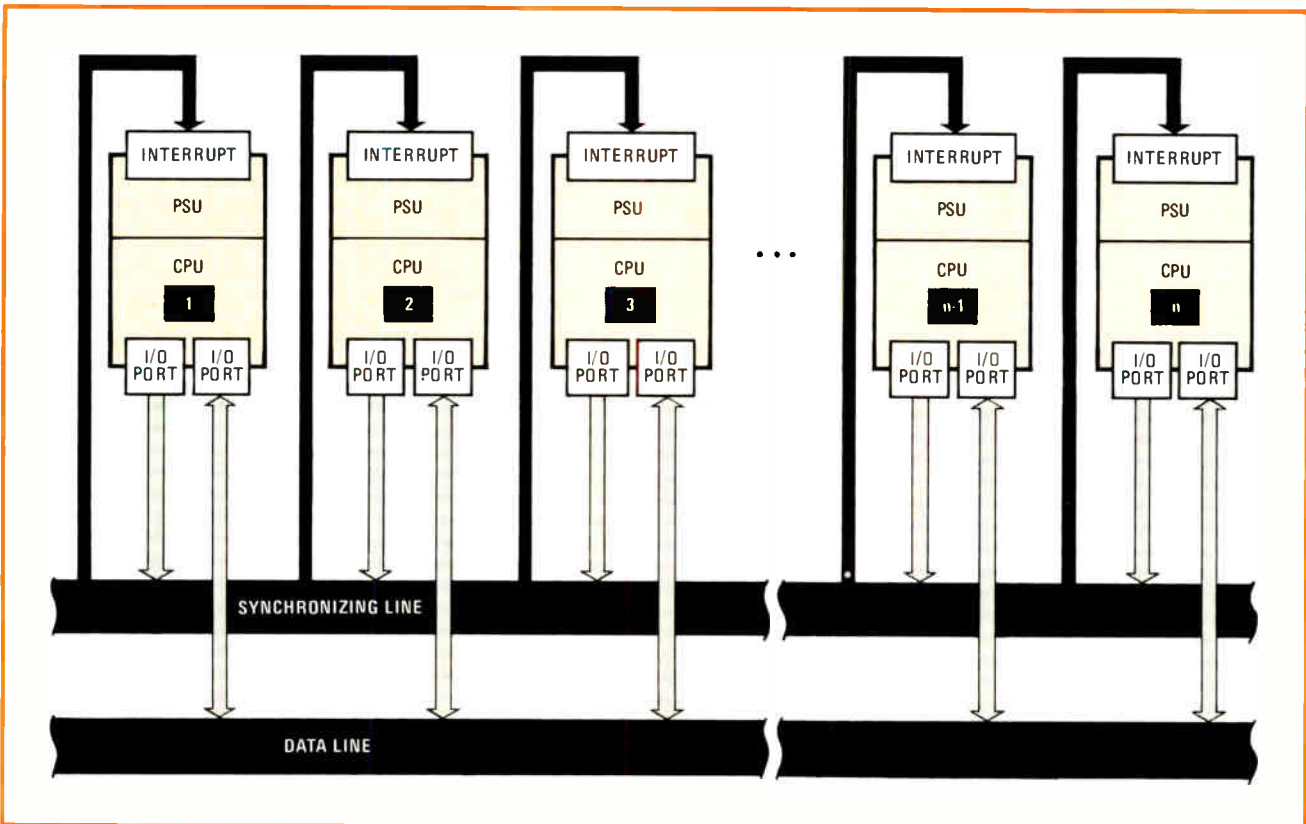 INTERRUPT INTERRUPT INTERRUPT INTERRUPT INTERRUPT
PSU PSU PSU PSU PSU
...
CPU CPU CPU CPU CPU
1 2 3 n-1 n
I/O I/O I/O I/O I/O I/O I/O I/O I/O I/O
PORT PORT PORT PORT PORT PORT PORT PORT PORT PORT
SYNCHRONIZING LINE
DATA LINE